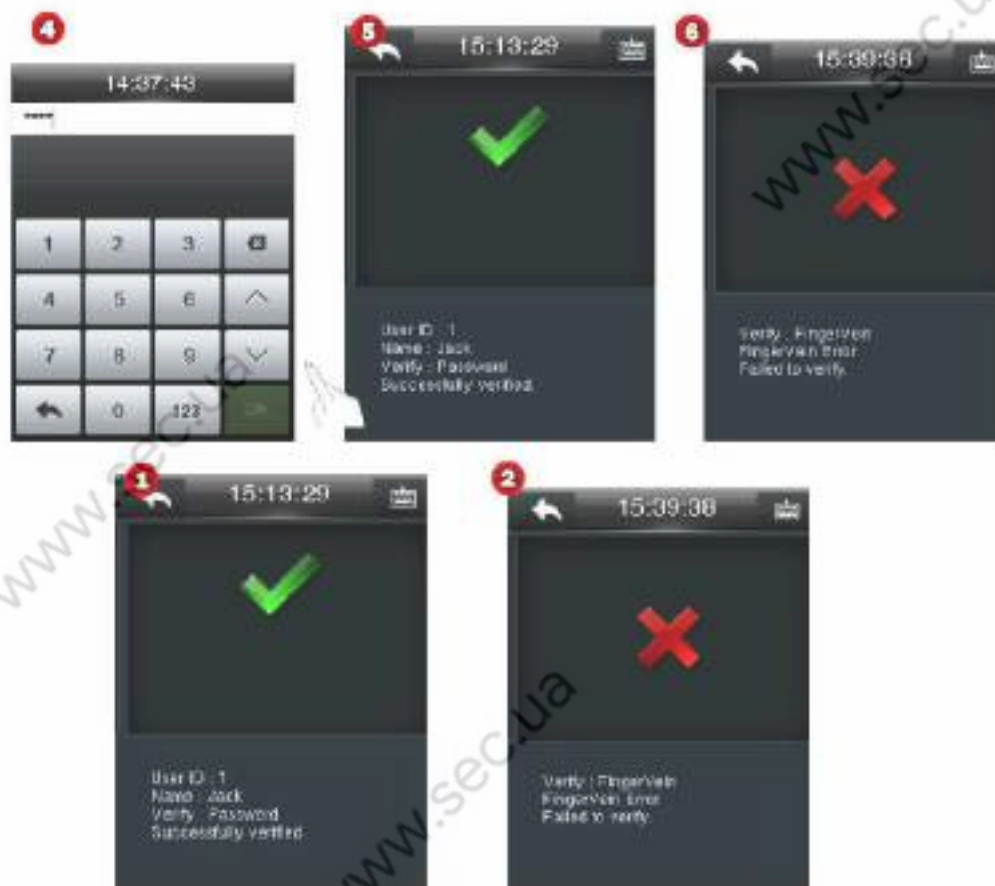 4
14:37:43
****
1 2 3
4 5 6
7 8 9
0 123
5
15:13:29
User ID : 1
Name : Jack
Verify : Password
Successfully verified.
6
15:39:38
Verify : FingerVein
FingerVein Error
Failed to verify.
1
15:13:29
User ID : 1
Name : Jack
Verify : Password
Successfully verified.
2
15:39:38
Verify : FingerVein
FingerVein Error
Failed to verify.
www.sec.ua
www.sec.ua
www.sec.ua